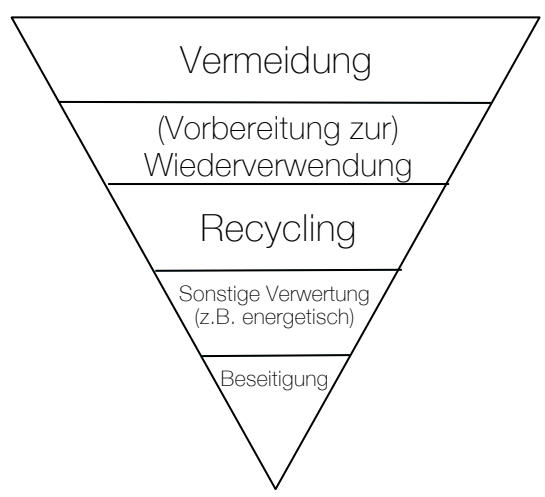 Vermeidung
(Vorbereitung zur)
Wiederverwendung
Recycling
Sonstige Verwertung
(z.B. energetisch)
Beseitigung